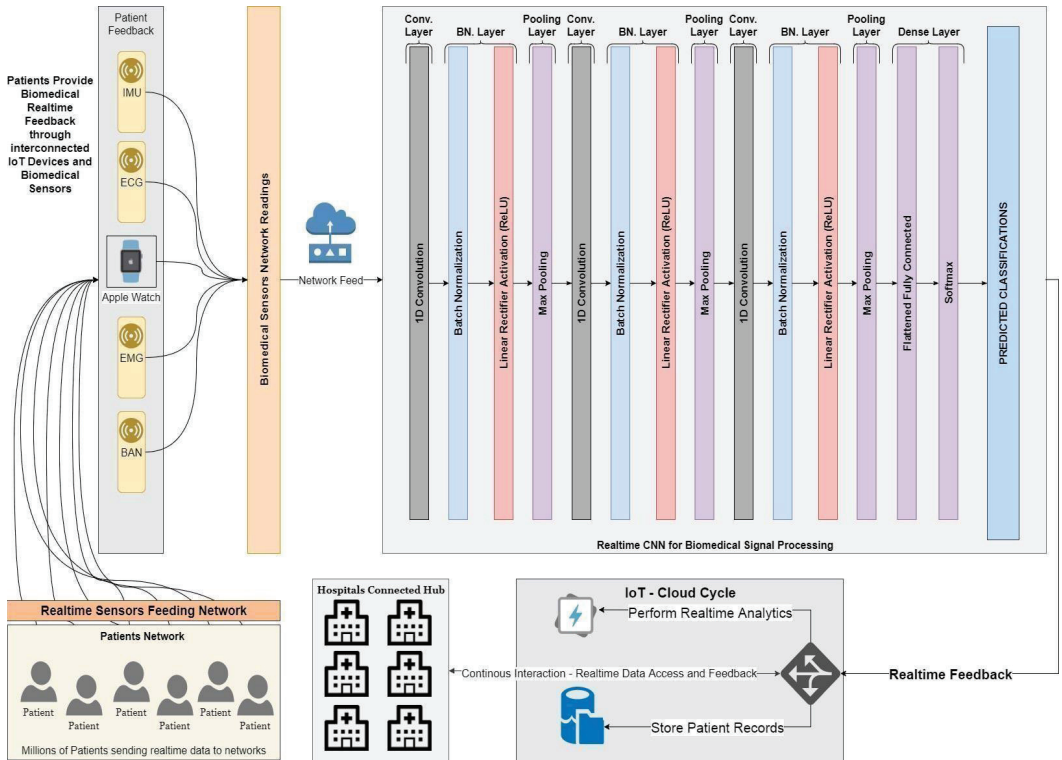 Patient
Feedback
Patients Provide
Biomedical
Realtime
Feedback
through
interconnected
IoT Devices and
Biomedical
Sensors
IMU
ECG
Apple Watch
EMG
BAN
Biomedical Sensors Network Readings
Network Feed
Conv.
Layer
BN. Layer
Pooling
Layer
Conv.
Layer
BN. Layer
Pooling
Layer
Conv.
Layer
BN. Layer
Pooling
Layer
Dense Layer
1D Convolution
Batch Normalization
Linear Rectifier Activation (ReLU)
Max Pooling
1D Convolution
Batch Normalization
Linear Rectifier Activation (ReLU)
Max Pooling
1D Convolution
Batch Normalization
Linear Rectifier Activation (ReLU)
Max Pooling
Flattened Fully Connected
Softmax
PREDICTED CLASSIFICATIONS
Realtime CNN for Biomedical Signal Processing
Realtime Sensors Feeding Network
Patients Network
Patient
Patient
Patient
Patient
Patient
Patient
Millions of Patients sending realtime data to networks
Hospitals Connected Hub
IoT - Cloud Cycle
Perform Realtime Analytics
Continous Interaction - Realtime Data Access and Feedback
Store Patient Records
Realtime Feedback